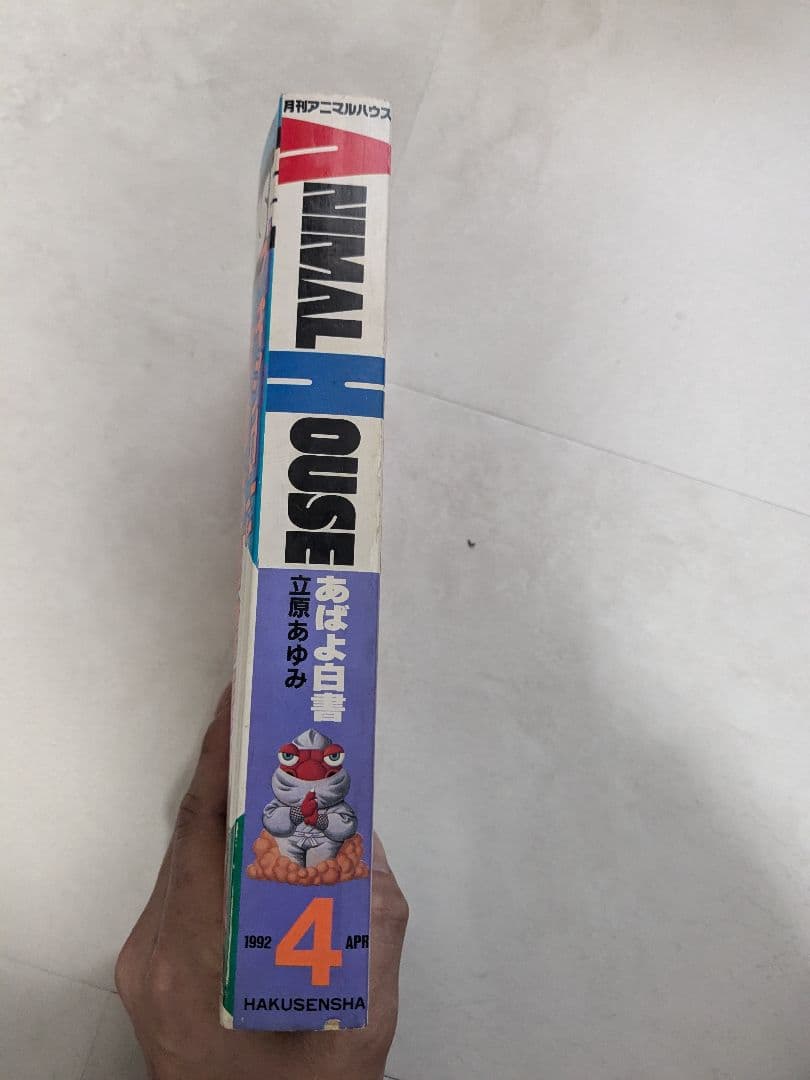 月刊アニマルハウス
ANIMAL HOUSE
あばよ白書
立原あゆみ
1992 4 APR
HAKUSENSHA